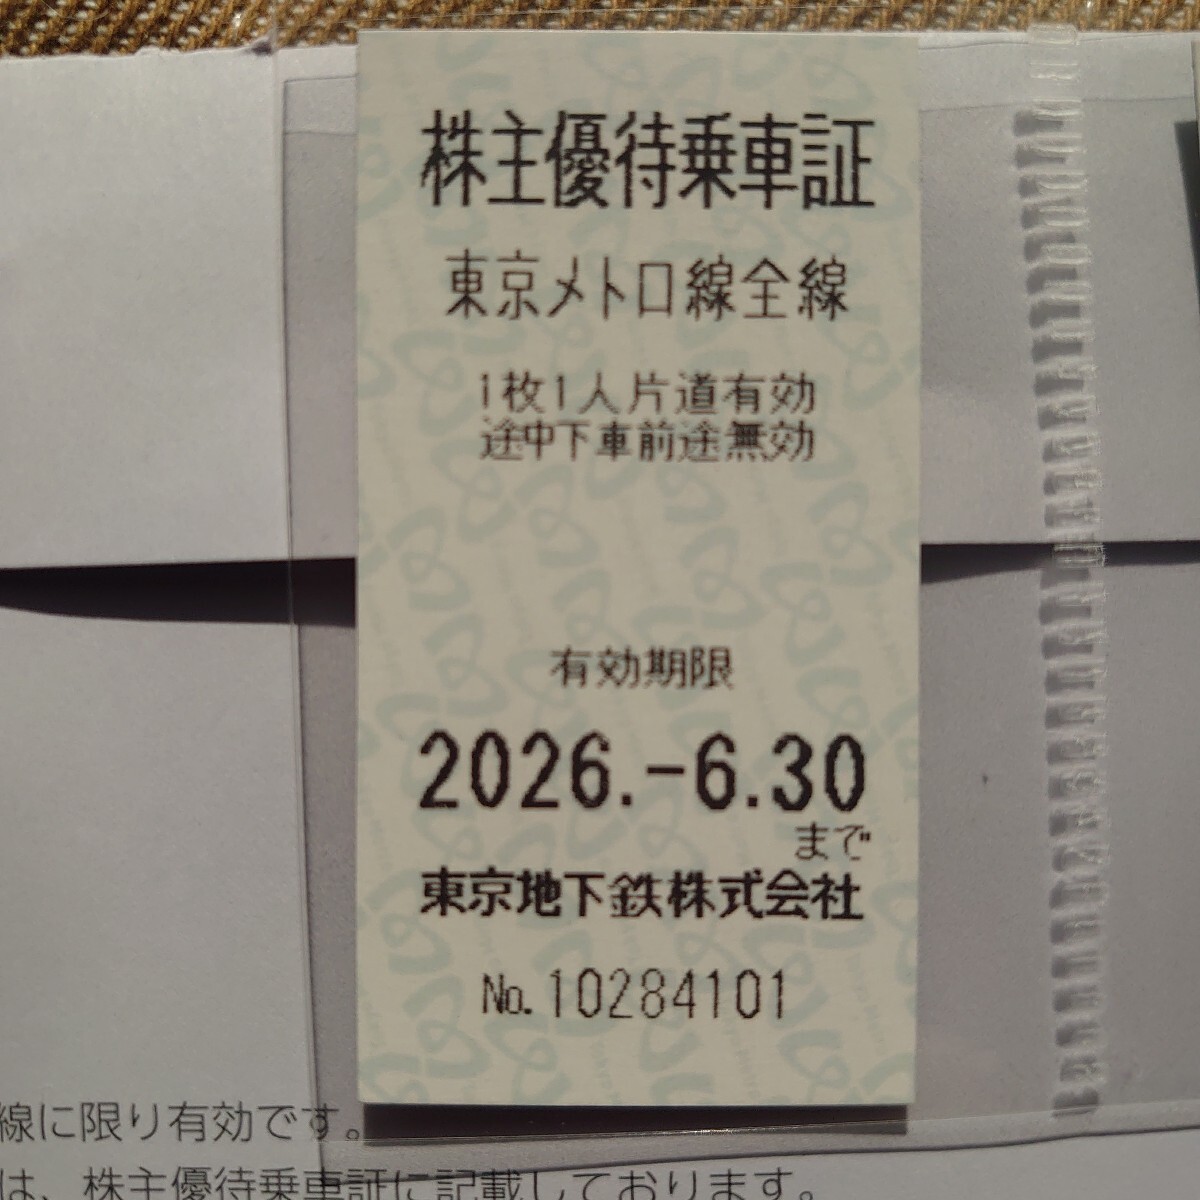 株主優待乗車証
東京メトロ線全線
1枚1人片道有効
途中下車前途無効
有効期限
2026.-6.30
まで
東京地下鉄株式会社
No.10284101
線に限り有効です。
は、株主優待乗車証に記載しております。